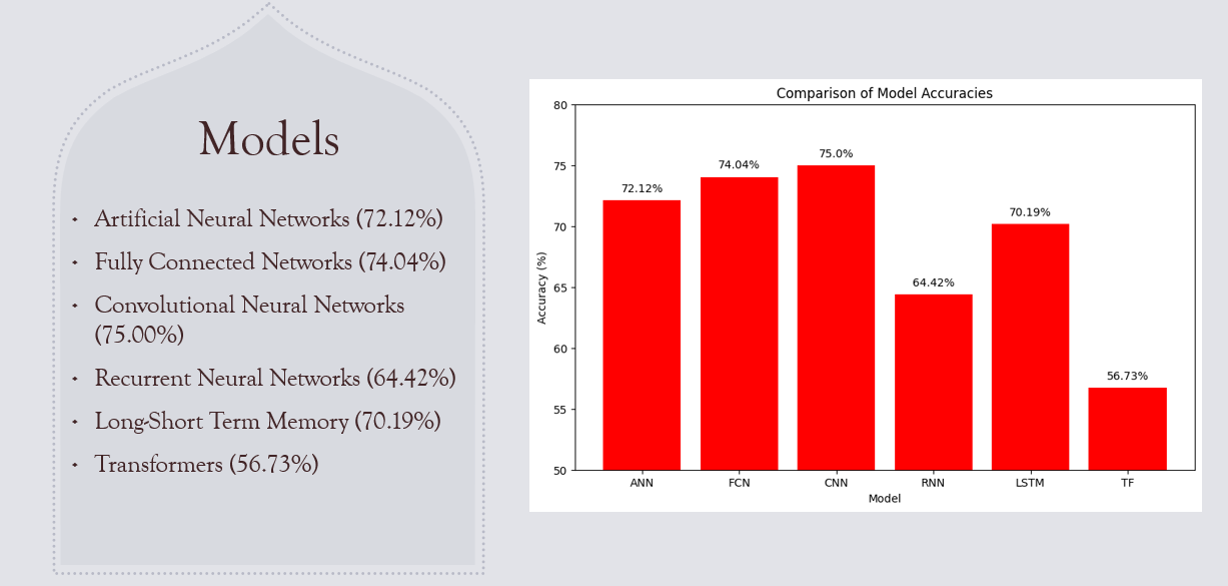 Models
Artificial Neural Networks (72.12%)
Fully Connected Networks (74.04%)
Convolutional Neural Networks
(75.00%)
Recurrent Neural Networks (64.42%)
Long-Short Term Memory (70.19%)
Transformers (56.73%)
Comparison of Model Accuracies
80
75
70
65
60
55
50
Accuracy (%)
72.12%
74.04%
75.0%
64.42%
70.19%
56.73%
ANN
FCN
CNN
RNN
LSTM
TF
Model